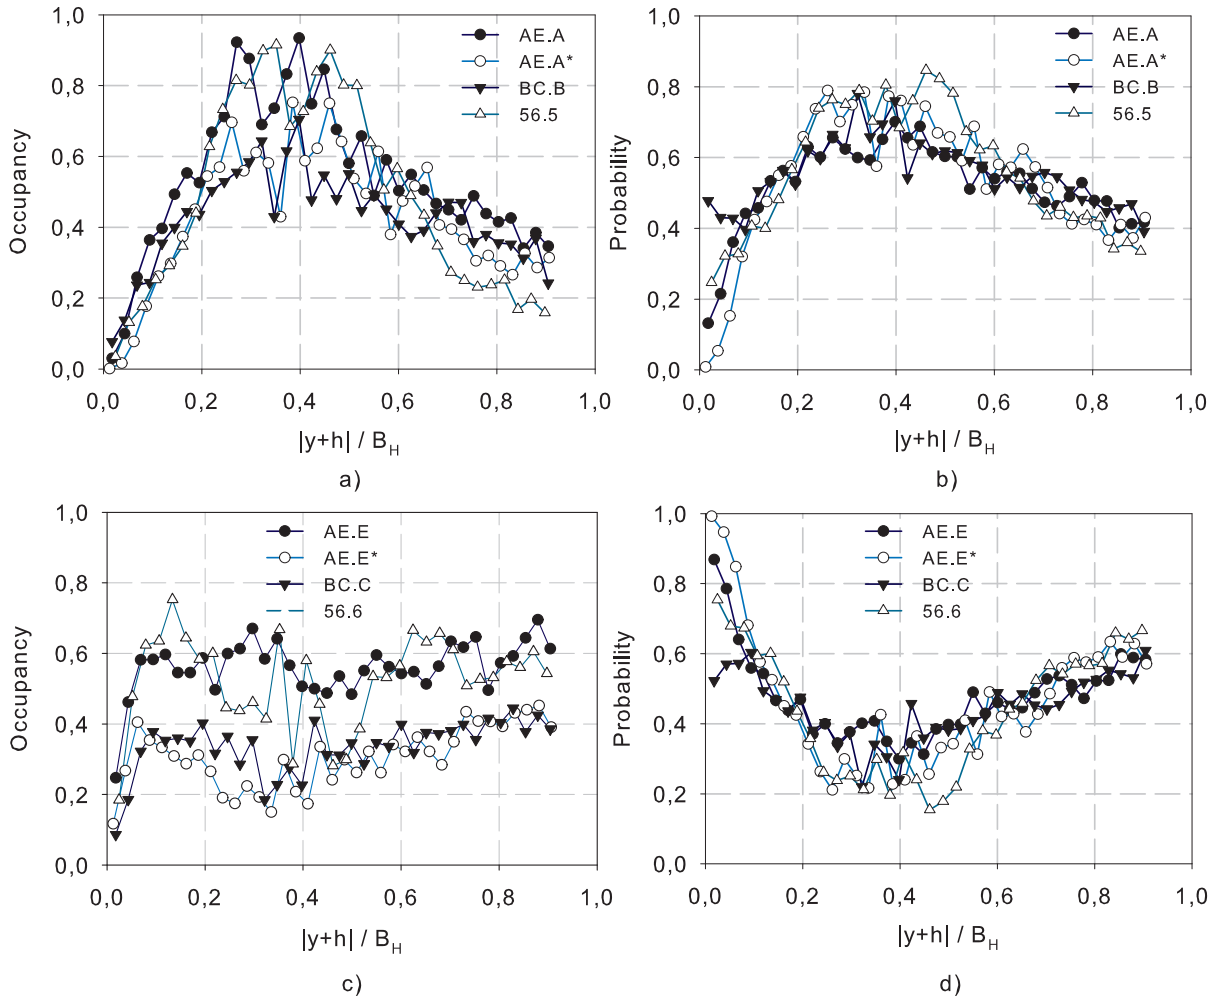 1,0
0,8
0,6
0,4
0,2
0,0
Occupancy
AE.A
AE.A*
BC.B
56.5
0,0 0,2 0,4 0,6 0,8 1,0
|y+h| / B_H
a)
1,0
0,8
0,6
0,4
0,2
0,0
Probability
AE.A
AE.A*
BC.B
56.5
0,0 0,2 0,4 0,6 0,8 1,0
|y+h| / B_H
b)
1,0
0,8
0,6
0,4
0,2
0,0
Occupancy
AE.E
AE.E*
BC.C
56.6
0,0 0,2 0,4 0,6 0,8 1,0
|y+h| / B_H
c)
1,0
0,8
0,6
0,4
0,2
0,0
Probability
AE.E
AE.E*
BC.C
56.6
0,0 0,2 0,4 0,6 0,8 1,0
|y+h| / B_H
d)